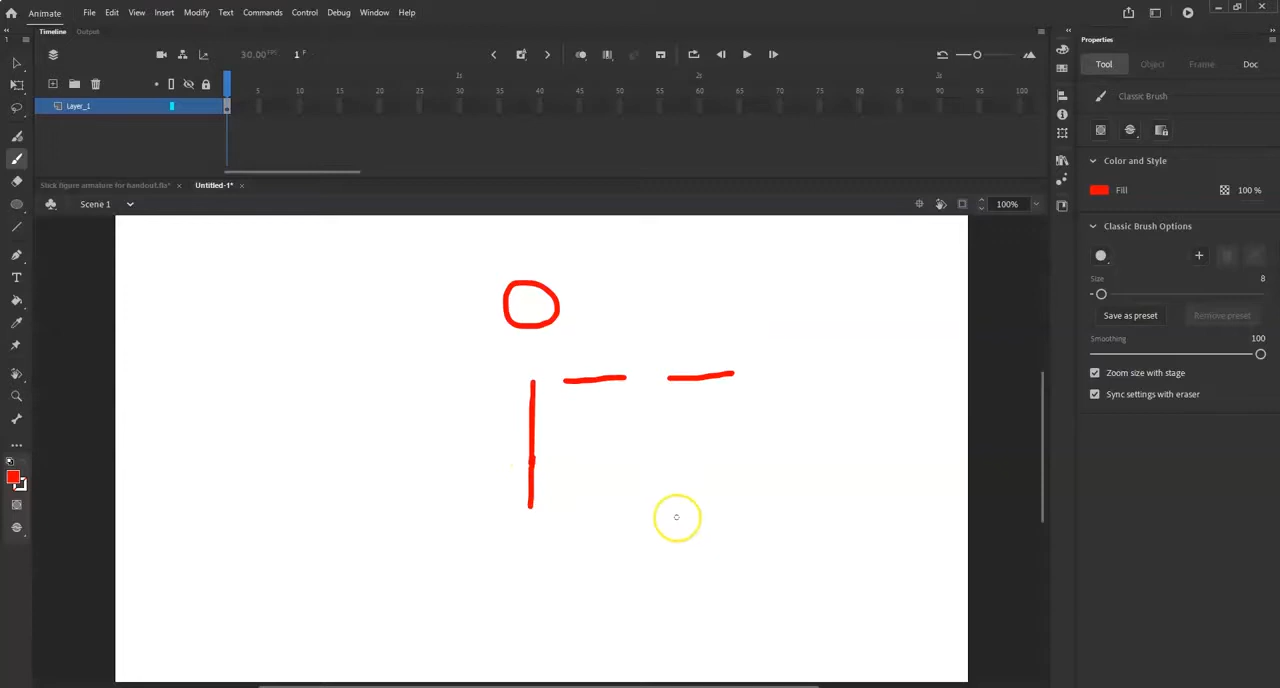 Animate File Edit View Insert Modify Text Commands Control Debug Window Help
Timeline Output
30.00 FPS 1 F
1s 2s 3s
5 10 15 20 25 30 35 40 45 50 55 60 65 70 75 80 85 90 95 100
Layer_1
Stick figure armature for handout.fla* × Untitled-1* ×
Scene 1
100%
Properties
Tool Object Frame Doc
Classic Brush
Color and Style
Fill 100 %
Classic Brush Options
Size 8
Save as preset Remove preset
Smoothing 100
Zoom size with stage
Sync settings with eraser